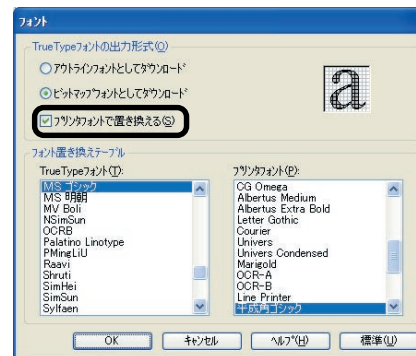 フォント
TrueTypeフォントの出力形式(O)
アウトラインフォントとしてダウンロード
ビットマップフォントとしてダウンロード
プリンタフォントで置き換える(S)
a
フォント置き換えテーブル
TrueTypeフォント(T):
MS ゴシック
MS 明朝
MV Boli
NSimSun
OCRB
Palatino Linotype
PMingLiU
Raavi
Shruti
SimHei
SimSun
Sylfaen
プリンタフォント(P):
CG Omega
Albertus Medium
Albertus Extra Bold
Letter Gothic
Courier
Univers
Univers Condensed
Marigold
OCR-A
OCR-B
Line Printer
平成角ゴシック
OK
キャンセル
ヘルプ(H)
標準(U)